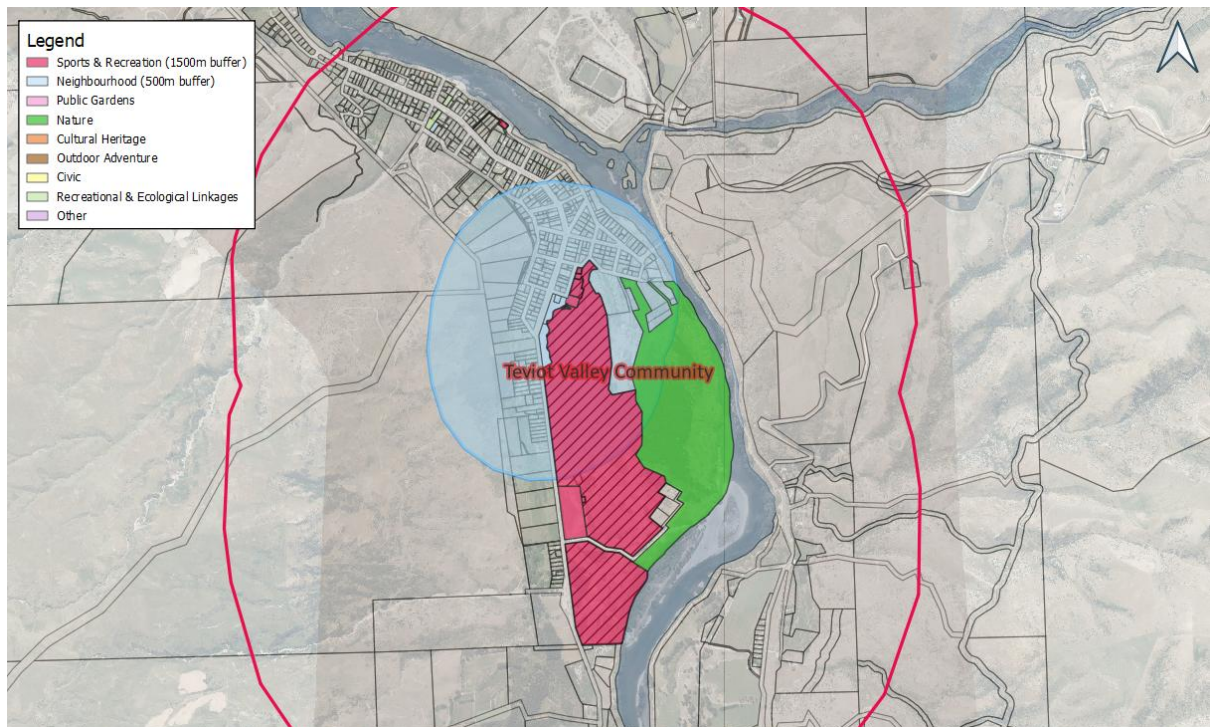 Legend
Sports & Recreation (1500m buffer)
Neighbourhood (500m buffer)
Public Gardens
Nature
Cultural Heritage
Outdoor Adventure
Civic
Recreational & Ecological Linkages
Other
Teviot Valley Community